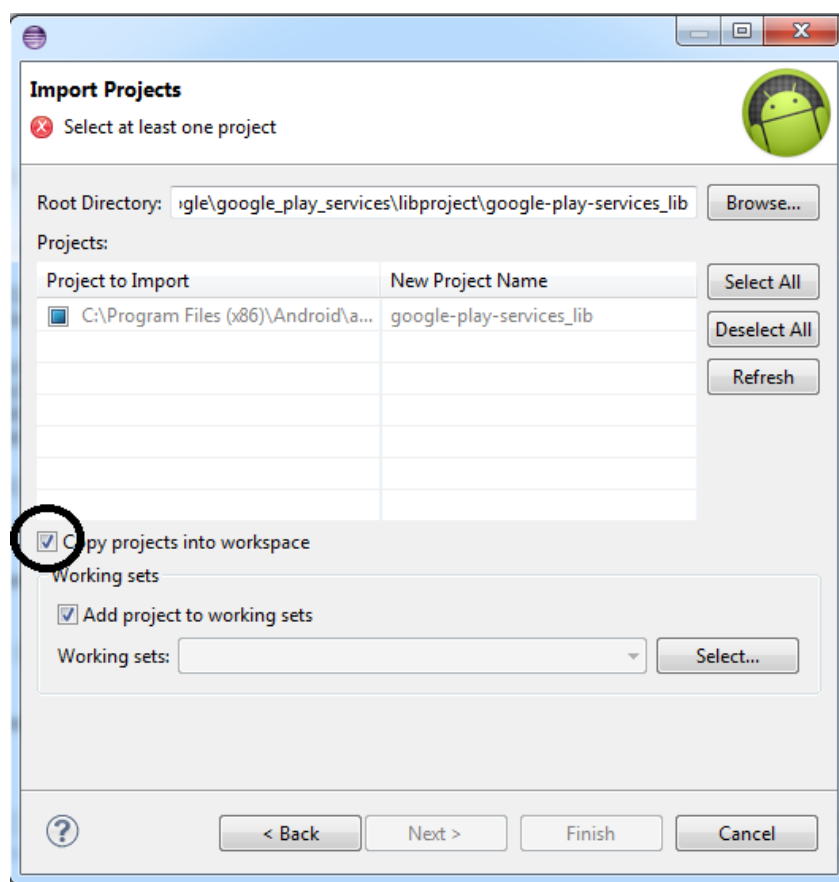 Import Projects
Select at least one project
Root Directory: gle\google_play_services\libproject\google-play-services_lib Browse...
Projects:
Project to Import New Project Name Select All
C:\Program Files (x86)\Android\a... google-play-services_lib
Deselect All
Refresh
Copy projects into workspace
Working sets
Add project to working sets
Working sets: Select...
? < Back Next > Finish Cancel